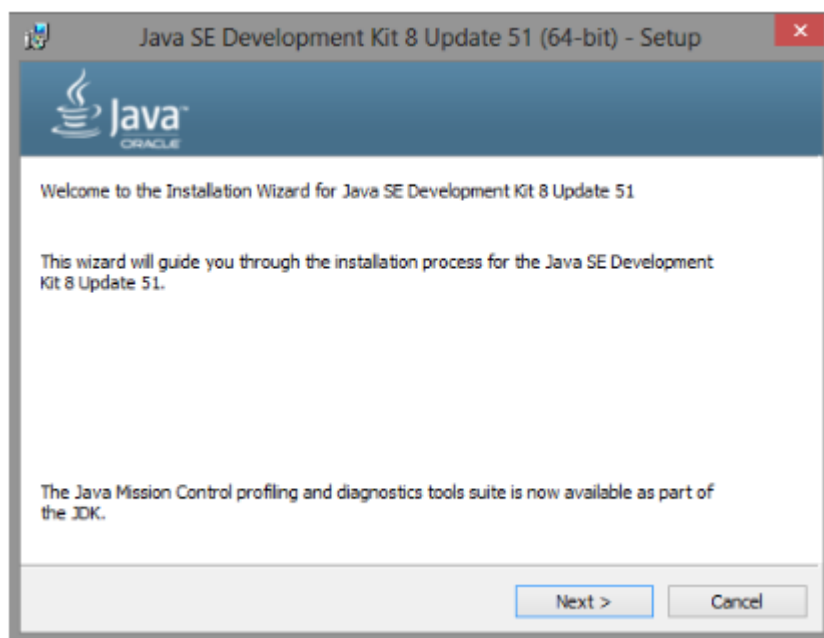 Java SE Development Kit 8 Update 51 (64-bit) - Setup
Java™
ORACLE
Welcome to the Installation Wizard for Java SE Development Kit 8 Update 51
This wizard will guide you through the installation process for the Java SE Development
Kit 8 Update 51.
The Java Mission Control profiling and diagnostics tools suite is now available as part of
the JDK.
Next >
Cancel